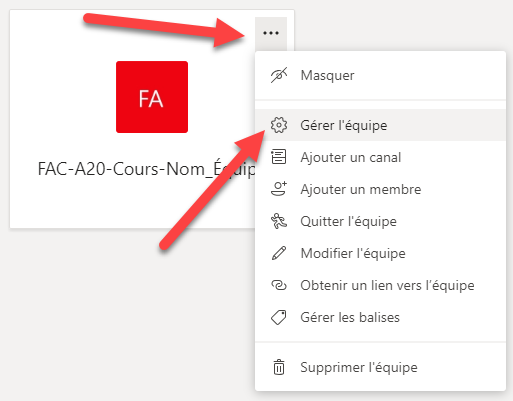 FA
FAC-A20-Cours-Nom_Équip
Masquer
Gérer l'équipe
Ajouter un canal
Ajouter un membre
Quitter l'équipe
Modifier l'équipe
Obtenir un lien vers l'équipe
Gérer les balises
Supprimer l'équipe